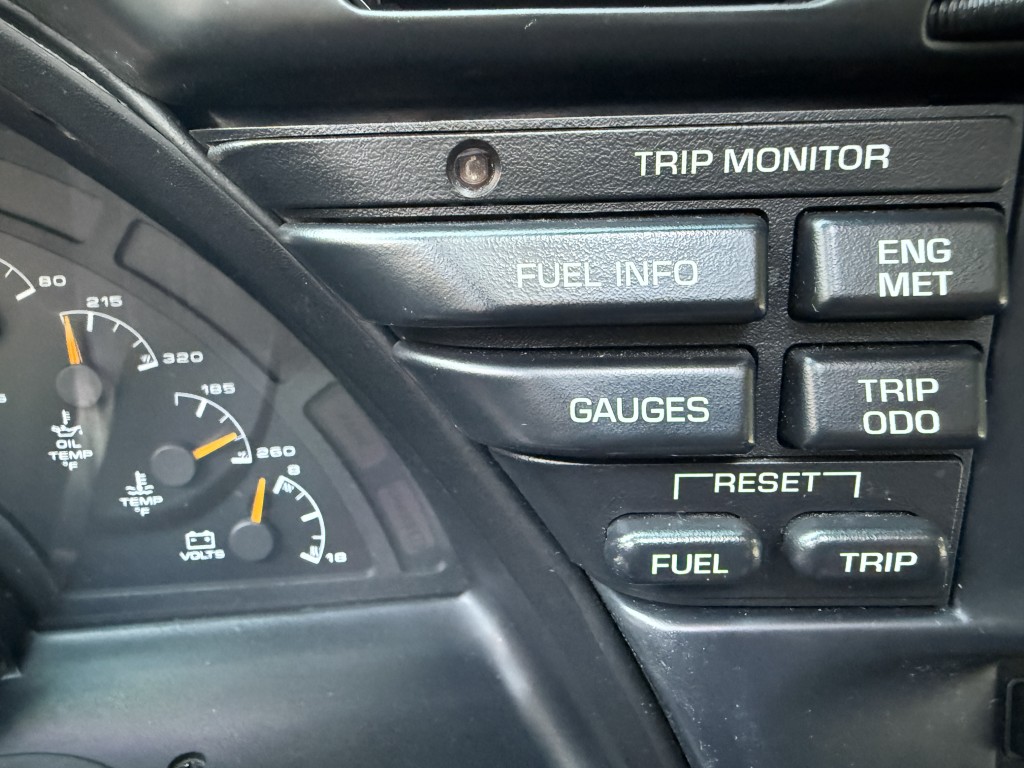 TRIP MONITOR
FUEL INFO
ENG
MET
GAUGES
TRIP
ODO
RESET
FUEL
TRIP
80
215
320
OIL
TEMP
°F
185
260
TEMP
°F
8
18
VOLTS